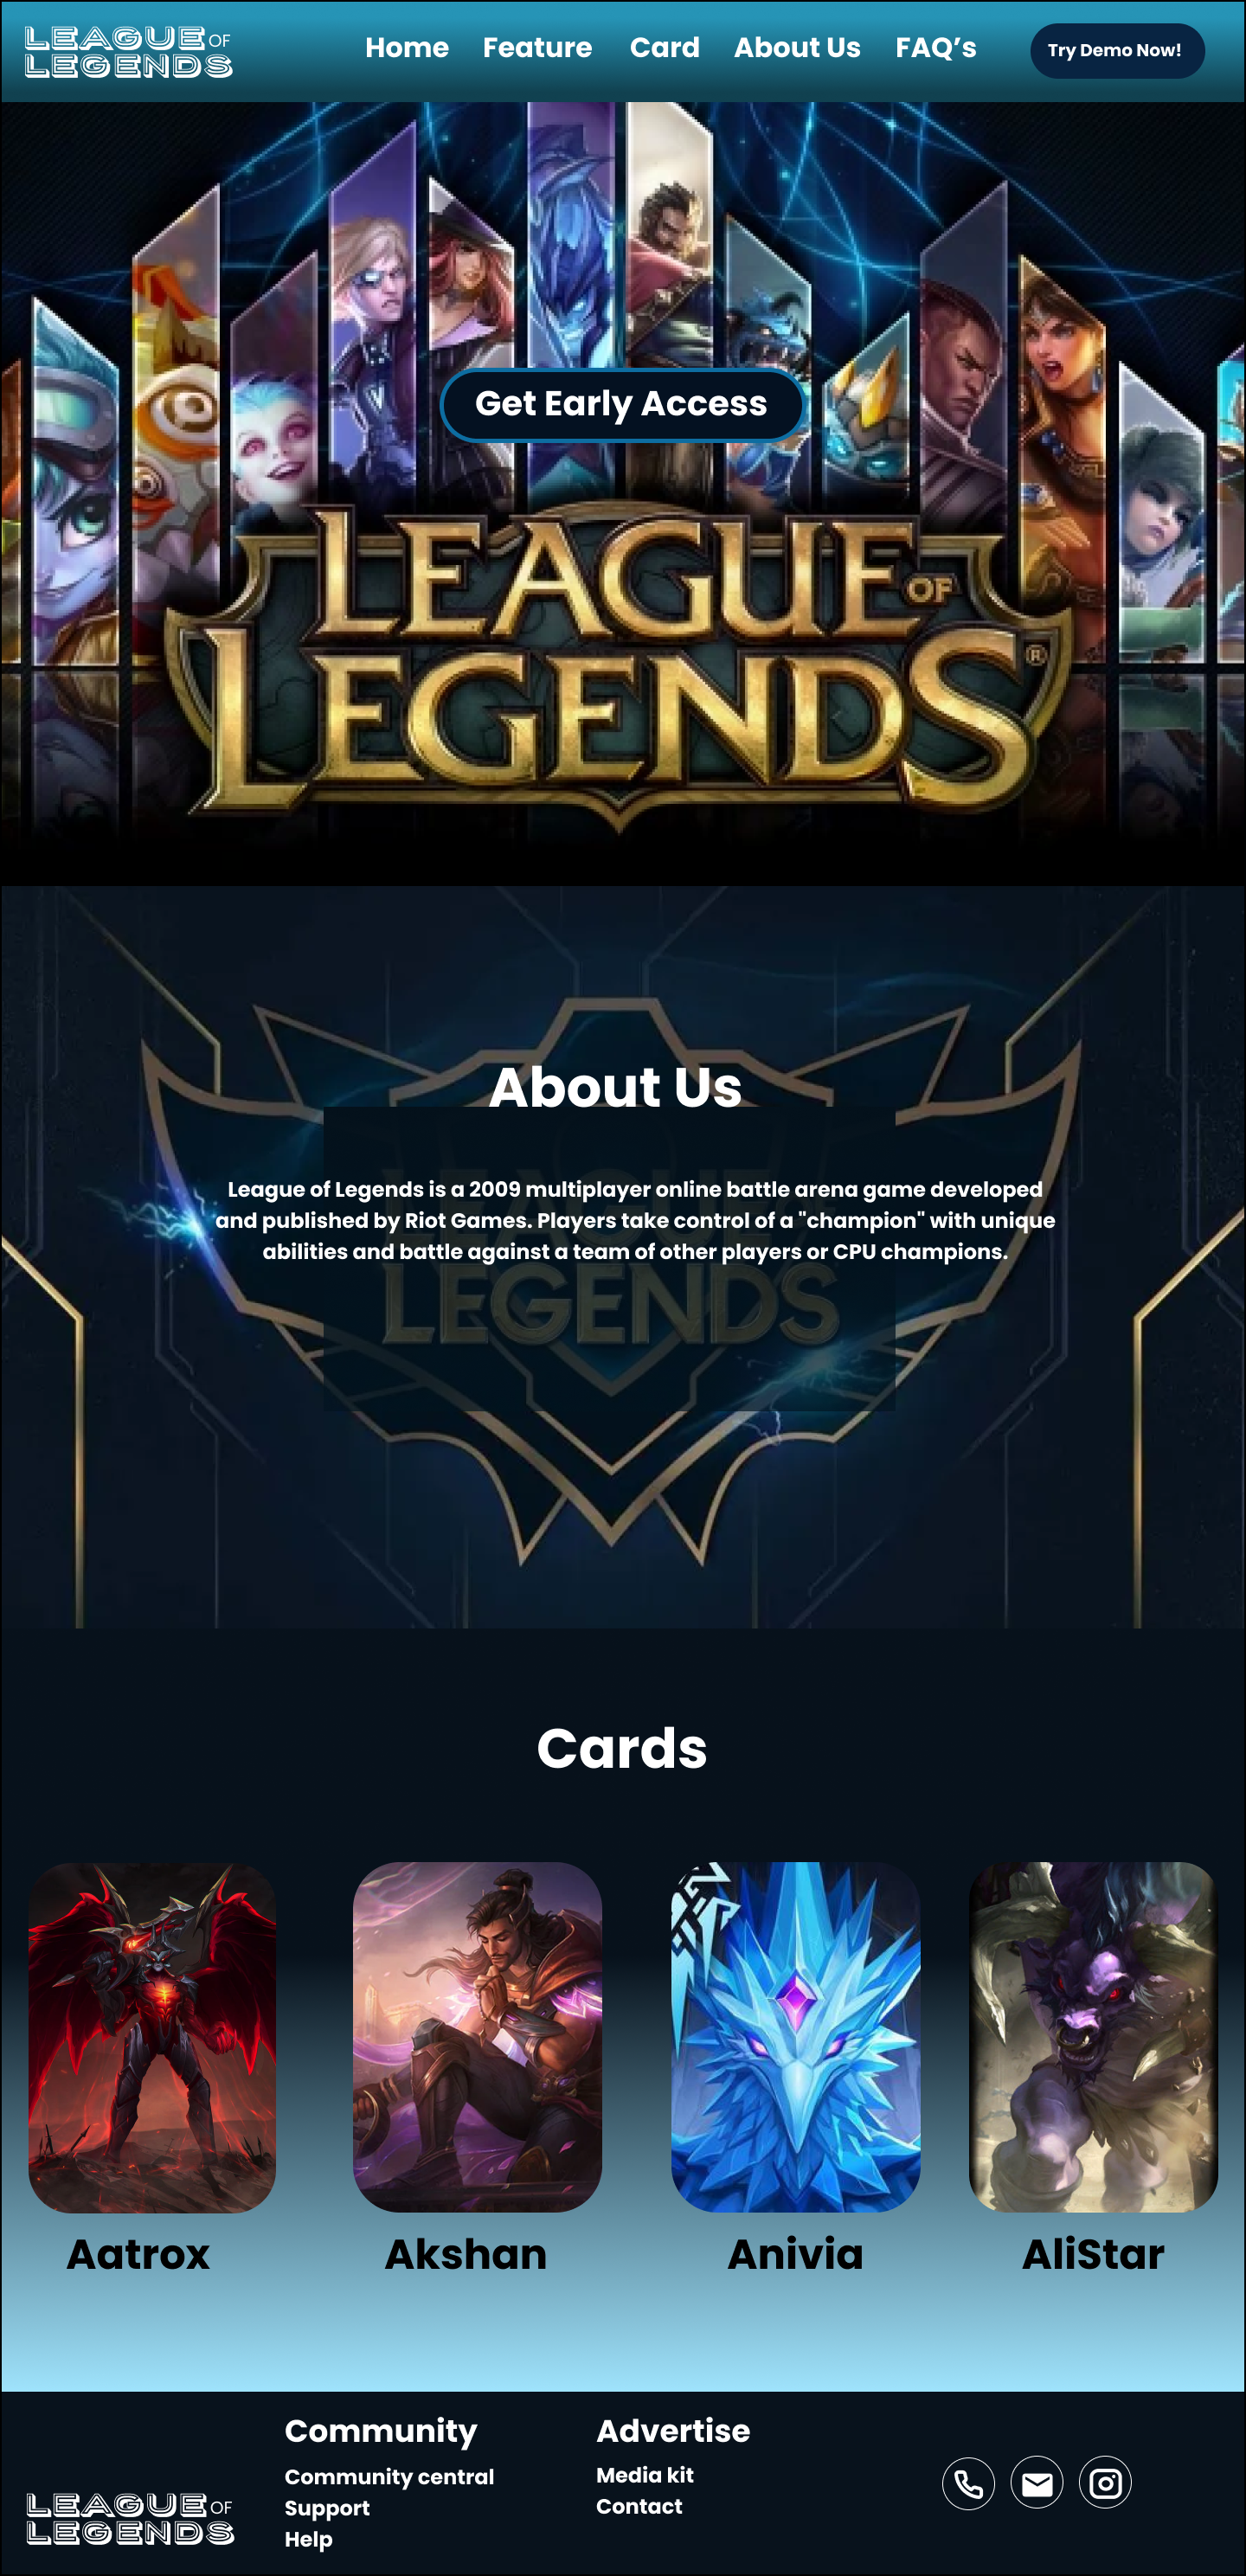 LEAGUE OF
LEGENDS
Home Feature Card About Us FAQ’s Try Demo Now!
Get Early Access
LEAGUE OF
LEGENDS ®
About Us
LEAGUE
League of Legends is a 2009 multiplayer online battle arena game developed
and published by Riot Games. Players take control of a "champion" with unique
abilities and battle against a team of other players or CPU champions.
LEGENDS
Cards
Aatrox Akshan Anivia AliStar
Community
Community central
Support
Help
Advertise
Media kit
Contact
LEAGUE OF
LEGENDS